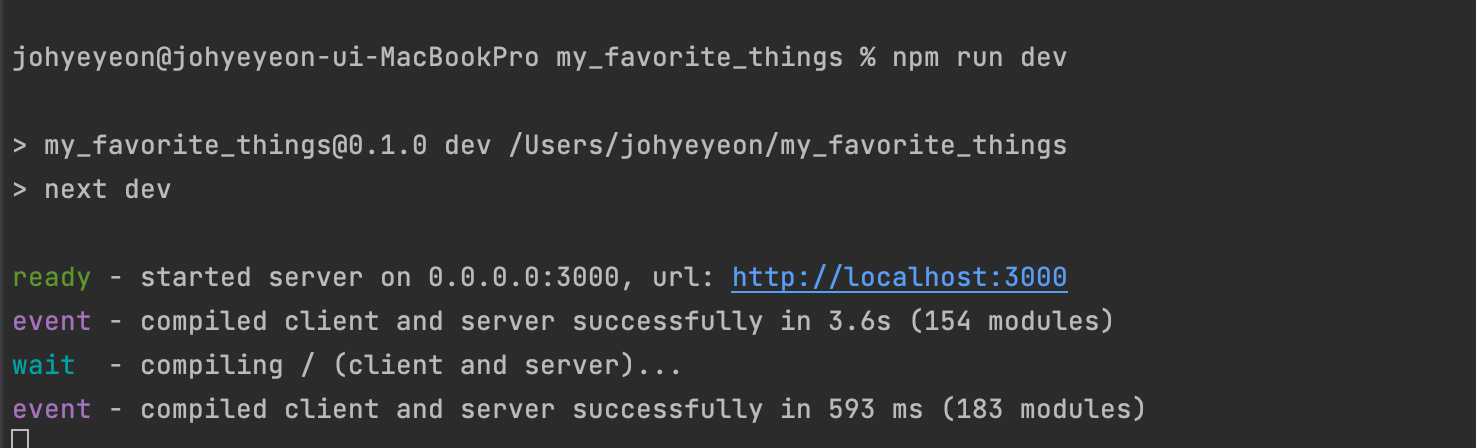 johyeyeon@johyeyeon-ui-MacBookPro my_favorite_things % npm run dev
> my_favorite_things@0.1.0 dev /Users/johyeyeon/my_favorite_things
> next dev
ready - started server on 0.0.0.0:3000, url: http://localhost:3000
event - compiled client and server successfully in 3.6s (154 modules)
wait  - compiling / (client and server)...
event - compiled client and server successfully in 593 ms (183 modules)